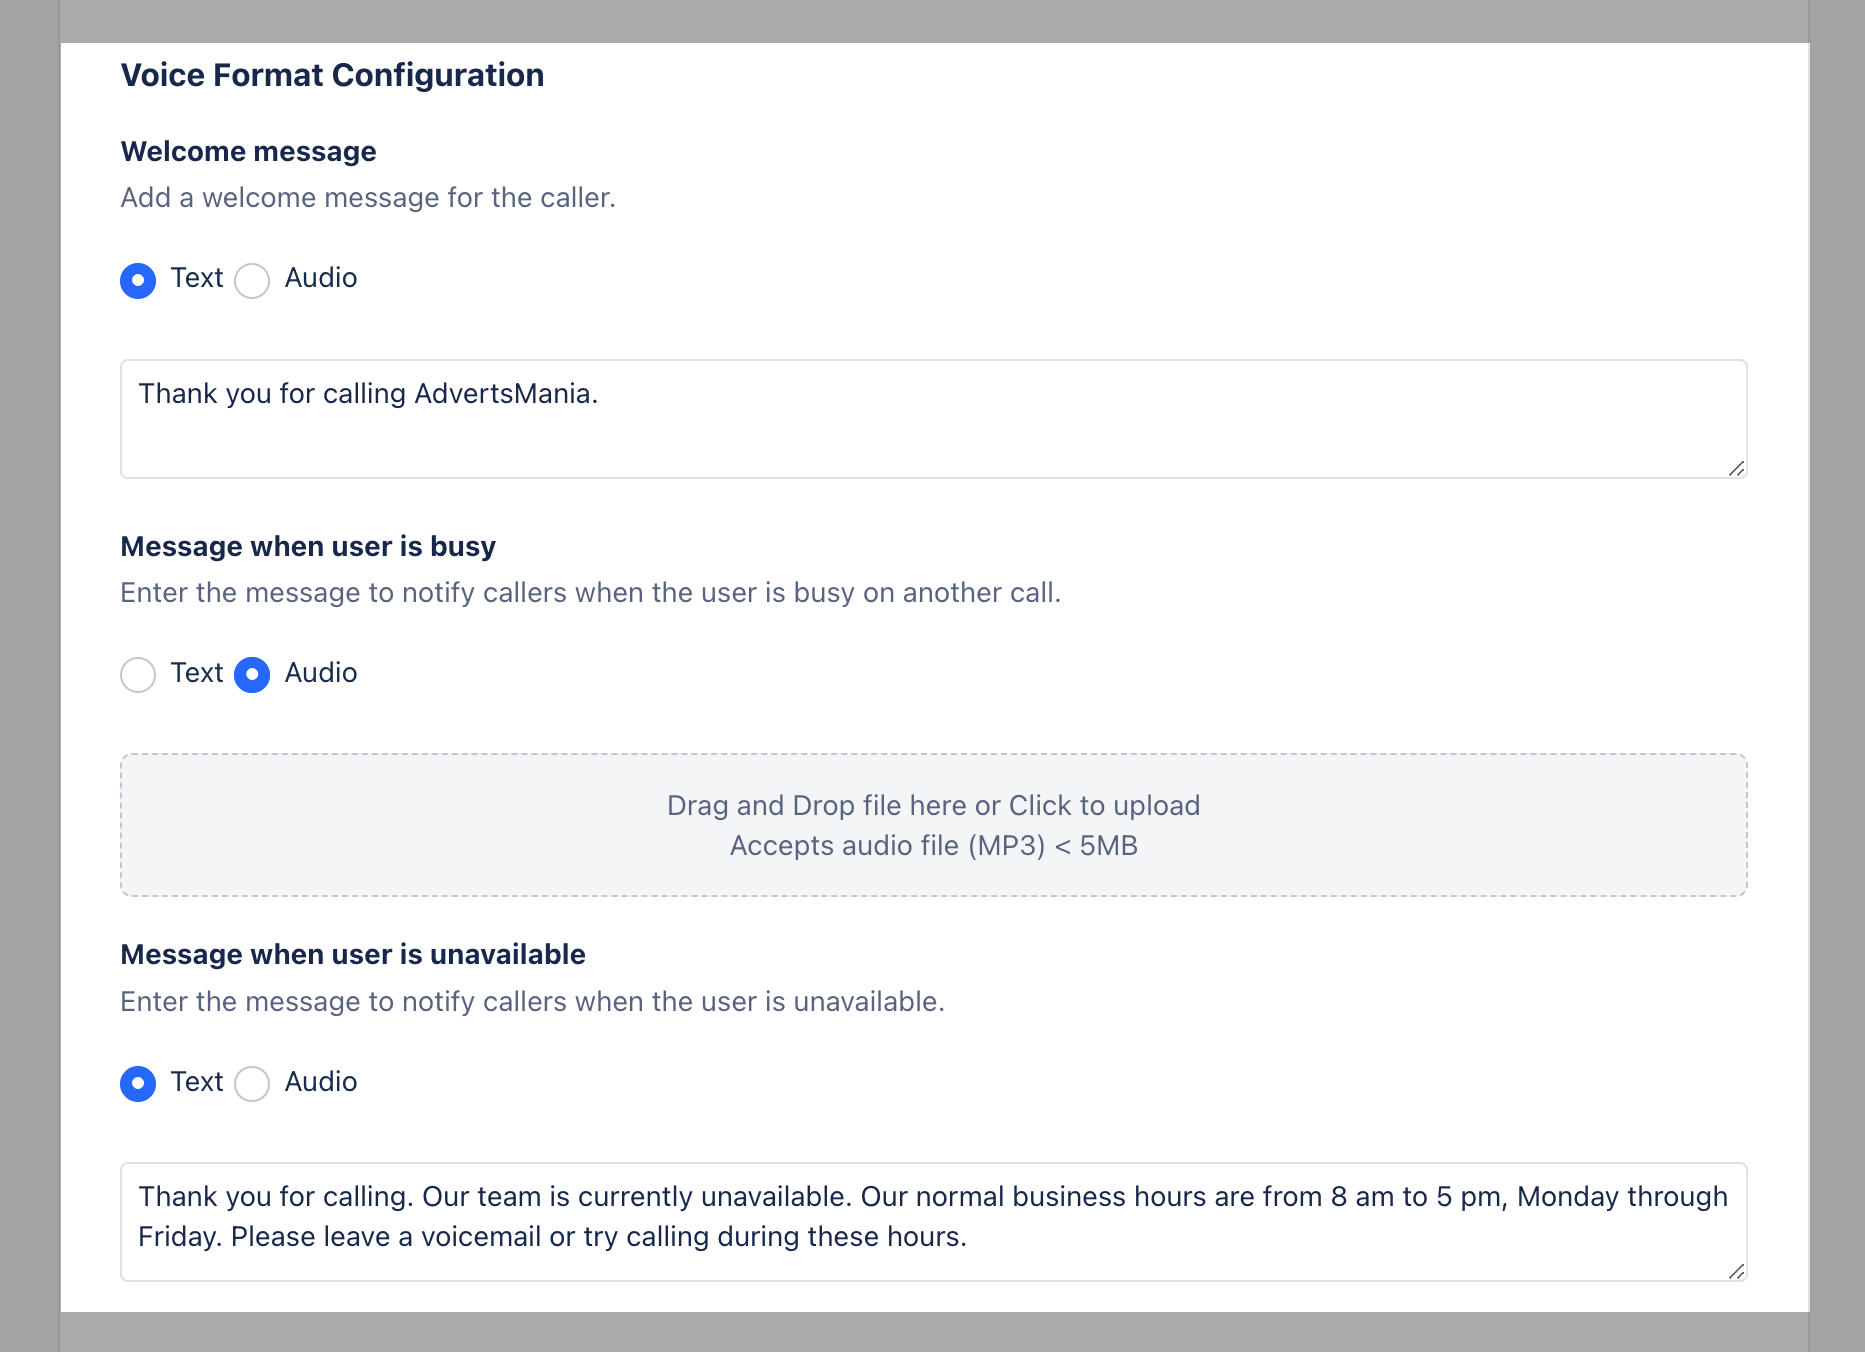 Voice Format Configuration
Welcome message
Add a welcome message for the caller.
Text Audio
Thank you for calling AdvertsMania.
Message when user is busy
Enter the message to notify callers when the user is busy on another call.
Text Audio
Drag and Drop file here or Click to upload
Accepts audio file (MP3) < 5MB
Message when user is unavailable
Enter the message to notify callers when the user is unavailable.
Text Audio
Thank you for calling. Our team is currently unavailable. Our normal business hours are from 8 am to 5 pm, Monday through
Friday. Please leave a voicemail or try calling during these hours.